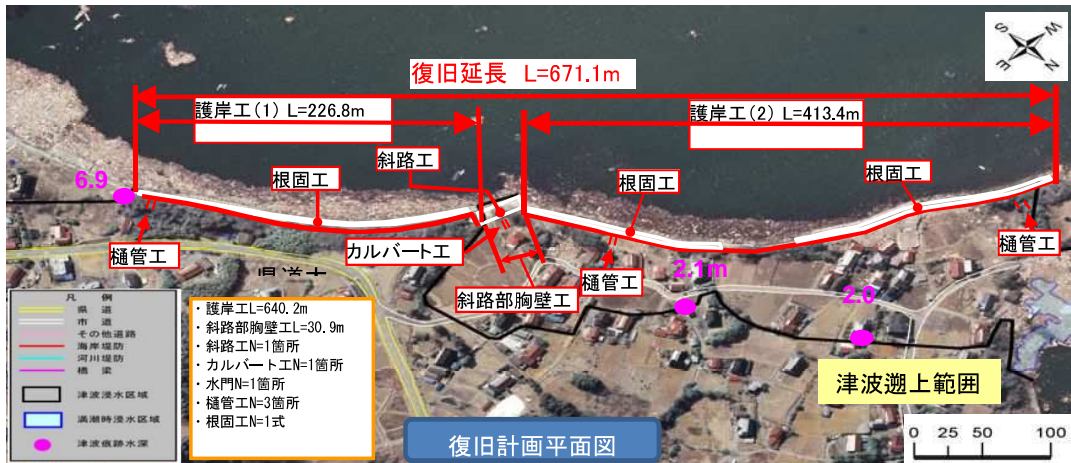 復旧延長 L=671.1m
護岸工(1) L=226.8m
護岸工(2) L=413.4m
斜路工
根固工
根固工
根固工
6.9
樋管工
カルバート工
斜路部胸壁工
樋管工
樋管工
2.1m
2.0
津波遡上範囲
凡 例
県 道
市 道
その他道路
海岸堤防
河川堤防
橋 梁
津波浸水区域
満潮時浸水区域
津波痕跡水深
・護岸工L=640.2m
・斜路部胸壁工L=30.9m
・斜路工N=1箇所
・カルバート工N=1箇所
・水門N=1箇所
・樋管工N=3箇所
・根固工N=1式
復旧計画平面図
S W
E N
0 25 50 100